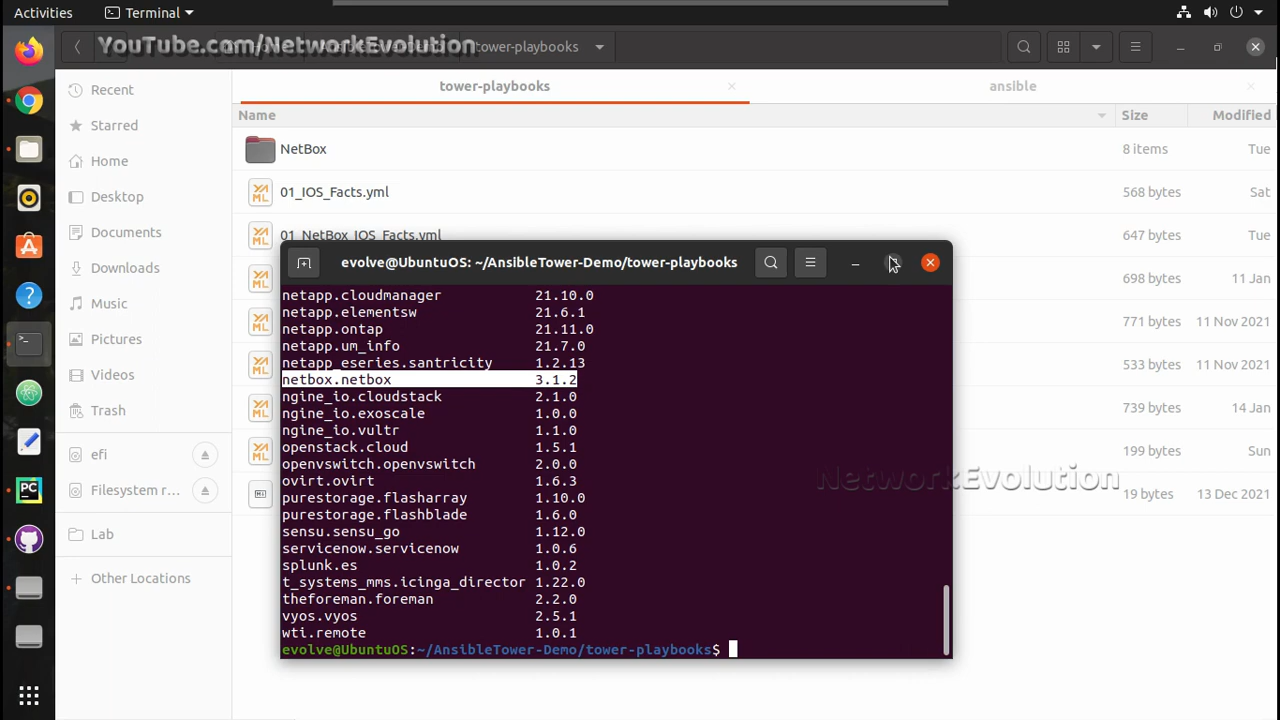 Activities
Terminal
YouTube.com/NetworkEvolution
tower-playbooks
tower-playbooks
ansible
Recent
Starred
Home
Desktop
Documents
Downloads
Music
Pictures
Videos
Trash
efi
Filesystem r...
Lab
Other Locations
Name
Size
Modified
NetBox
8 items
Tue
01_IOS_Facts.yml
568 bytes
Sat
01_NetBox_IOS_Facts.yml
647 bytes
Tue
698 bytes
11 Jan
771 bytes
11 Nov 2021
533 bytes
11 Nov 2021
739 bytes
14 Jan
199 bytes
Sun
19 bytes
13 Dec 2021
evolve@UbuntuOS: ~/AnsibleTower-Demo/tower-playbooks
netapp.cloudmanager 21.10.0
netapp.elementsw 21.6.1
netapp.ontap 21.11.0
netapp.um_info 21.7.0
netapp_eseries.santricity 1.2.13
netbox.netbox 3.1.2
ngine_io.cloudstack 2.1.0
ngine_io.exoscale 1.0.0
ngine_io.vultr 1.1.0
openstack.cloud 1.5.1
openvswitch.openvswitch 2.0.0
ovirt.ovirt 1.6.3
purestorage.flasharray 1.10.0
purestorage.flashblade 1.6.0
sensu.sensu_go 1.12.0
servicenow.servicenow 1.0.6
splunk.es 1.0.2
t_systems_mms.icinga_director 1.22.0
theforeman.foreman 2.2.0
vyos.vyos 2.5.1
wti.remote 1.0.1
evolve@UbuntuOS:~/AnsibleTower-Demo/tower-playbooks$
NetworkEvolution